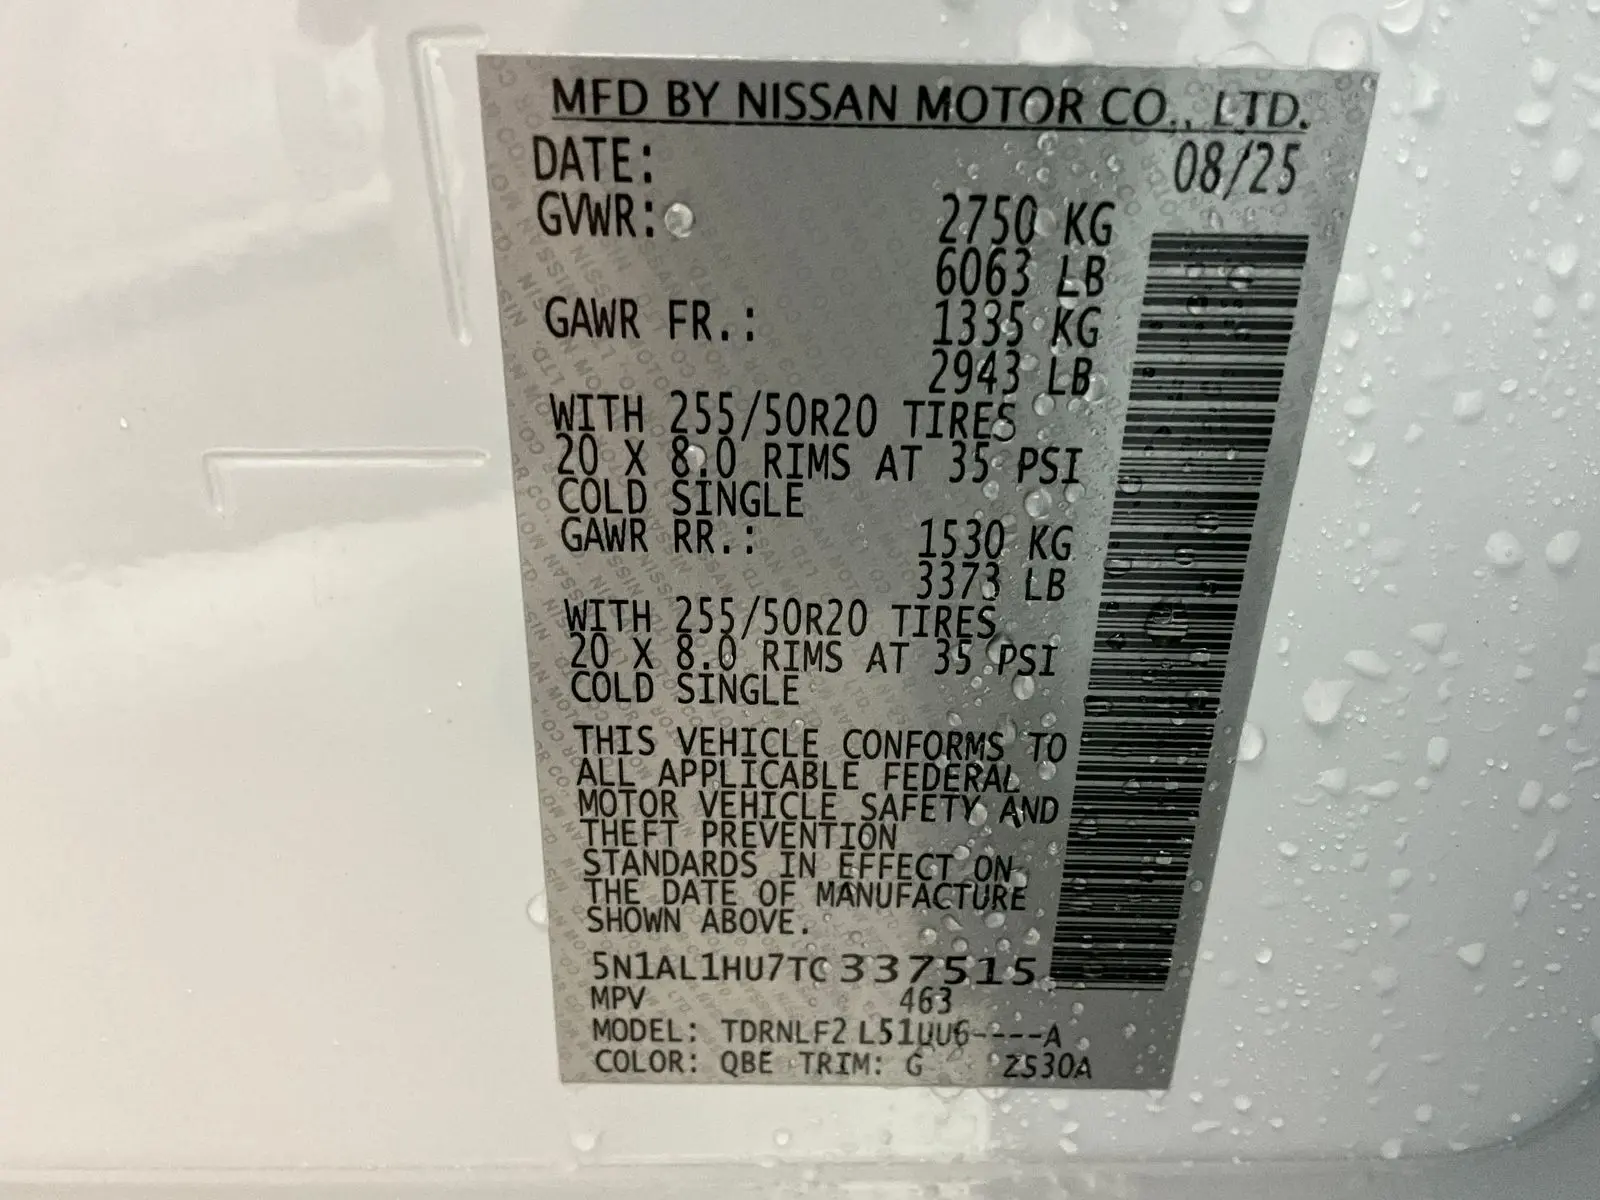 MFD BY NISSAN MOTOR CO., LTD.
DATE: 08/25
GVWR: 2750 KG
6063 LB
GAWR FR.: 1335 KG
2943 LB
WITH 255/50R20 TIRES
20 X 8.0 RIMS AT 35 PSI
COLD SINGLE
GAWR RR.: 1530 KG
3373 LB
WITH 255/50R20 TIRES
20 X 8.0 RIMS AT 35 PSI
COLD SINGLE
THIS VEHICLE CONFORMS TO
ALL APPLICABLE FEDERAL
MOTOR VEHICLE SAFETY AND
THEFT PREVENTION
STANDARDS IN EFFECT ON
THE DATE OF MANUFACTURE
SHOWN ABOVE.
5N1AL1HU7TC337515
MPV 463
MODEL: TDRNLF2 L51UU6----A
COLOR: QBE TRIM: G ZS30A